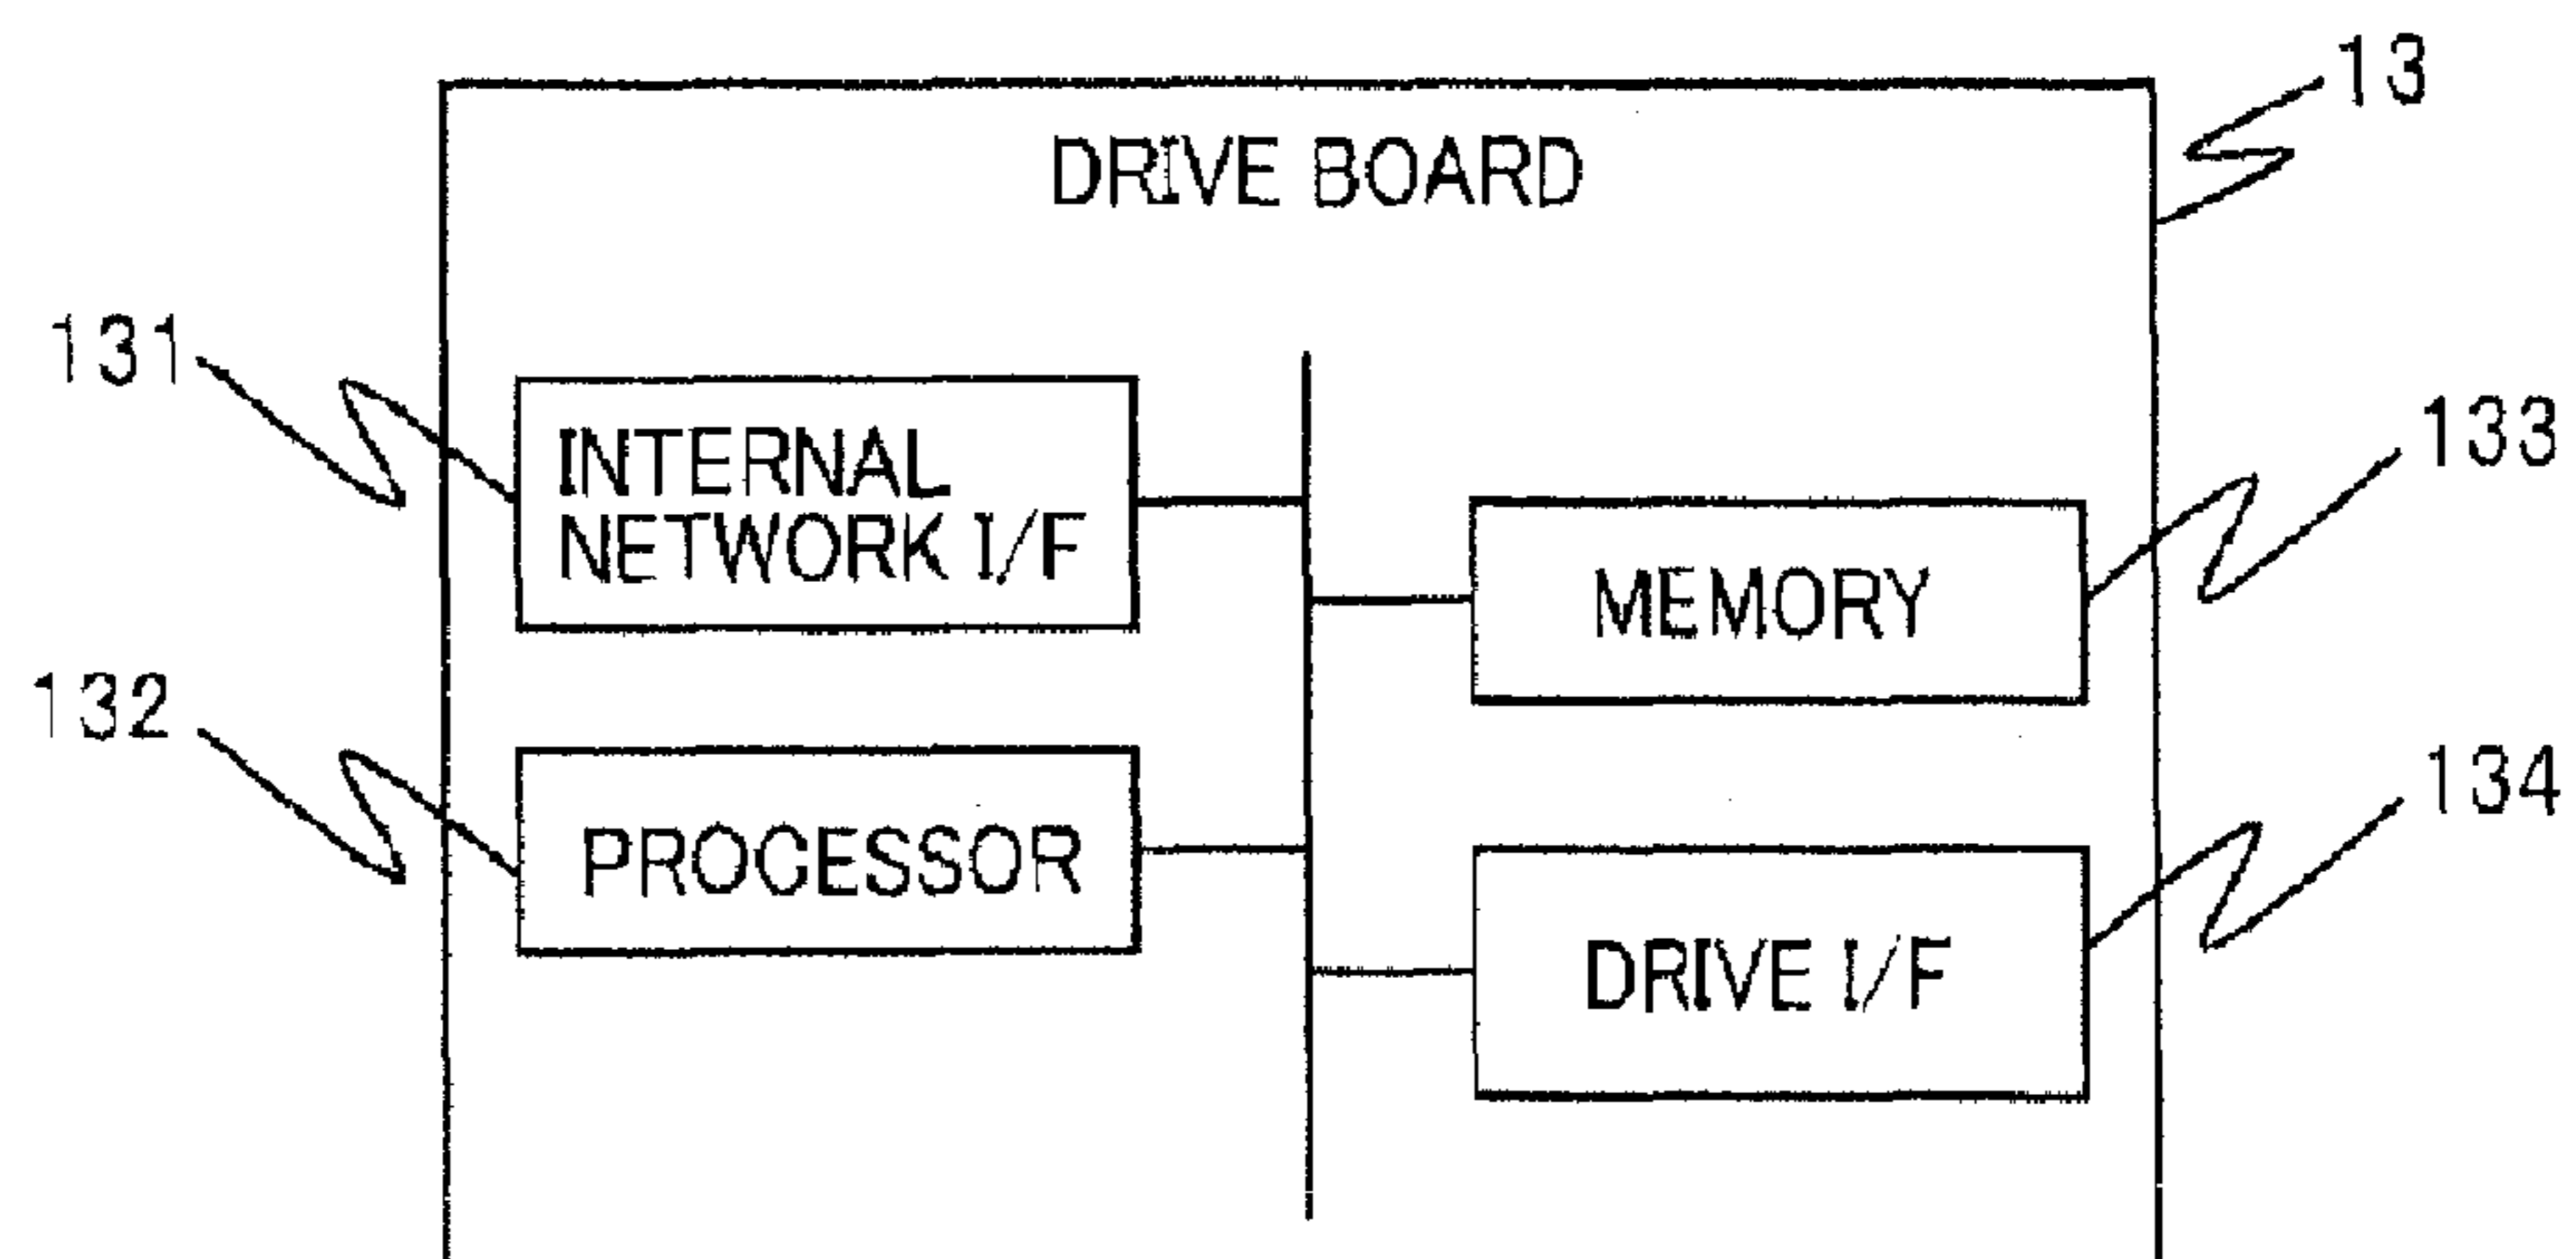 13
DRIVE BOARD
131
INTERNAL
NETWORK I/F
133
MEMORY
132
PROCESSOR
134
DRIVE I/F